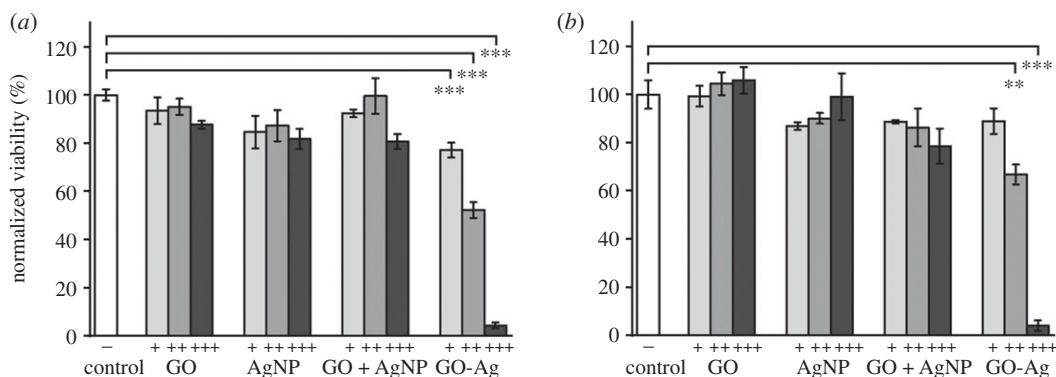 (a)
normalized viability (%)
120
100
80
60
40
20
0
***
***
***
– + ++ +++ + ++ +++ + ++ +++ + ++ +++
control GO AgNP GO + AgNP GO-Ag
(b)
120
100
80
60
40
20
0
***
**
– + ++ +++ + ++ +++ + ++ +++ + ++ +++
control GO AgNP GO + AgNP GO-Ag